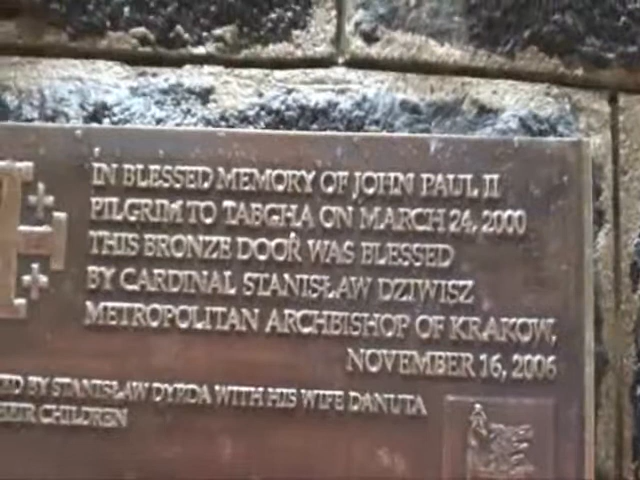 IN BLESSED MEMORY OF JOHN PAUL II
PILGRIM TO TABGHA ON MARCH 24, 2000
THIS BRONZE DOOR WAS BLESSED
BY CARDINAL STANISŁAW DZIWISZ
METROPOLITAN ARCHBISHOP OF KRAKOW,
NOVEMBER 16, 2006
BY STANISŁAW DYRDA WITH HIS WIFE DANUTA
CHILDREN